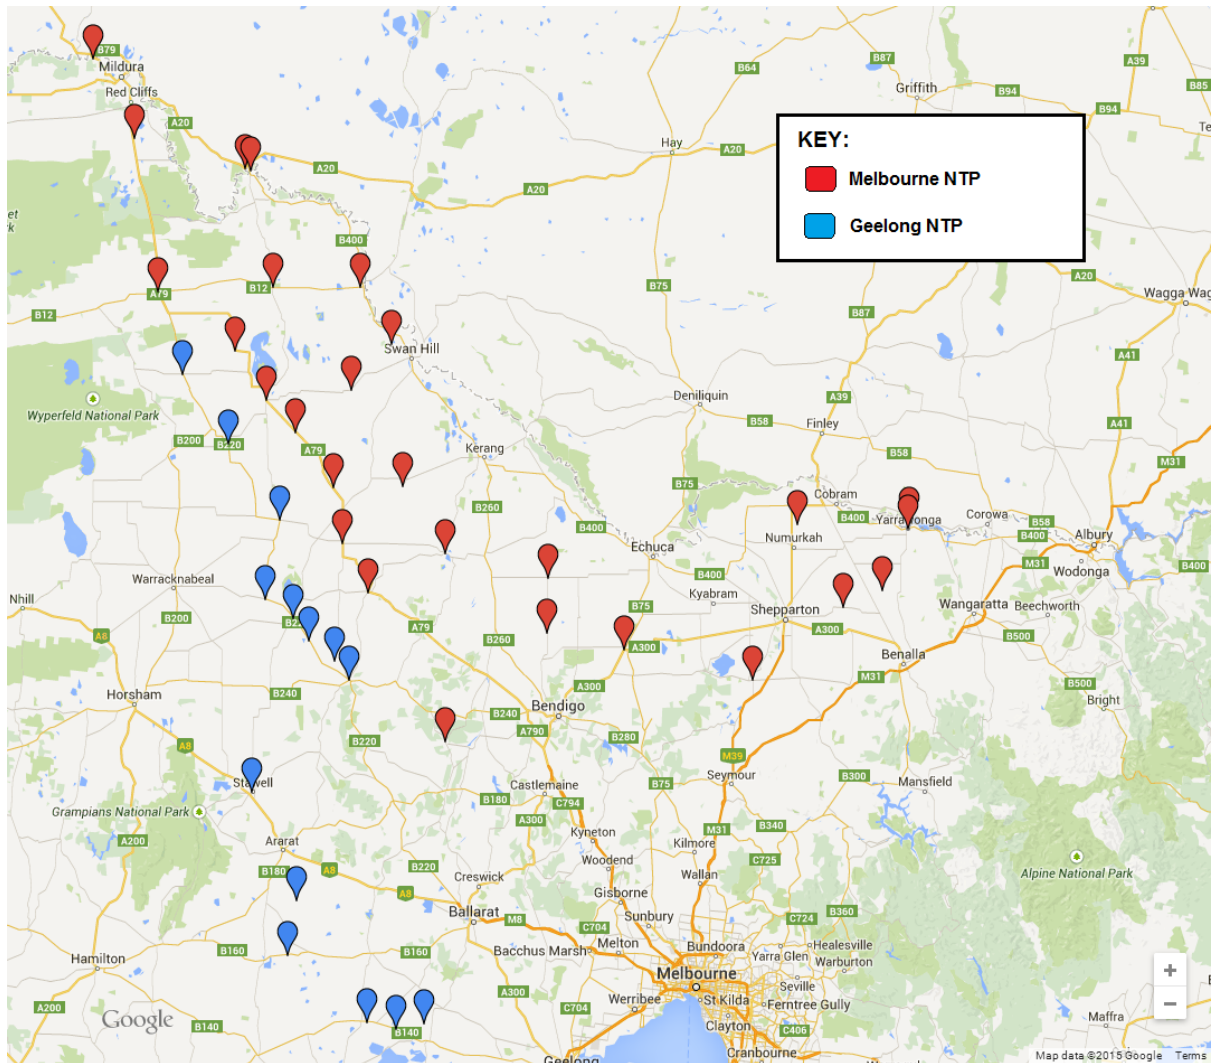 B79
Mildura
Red Cliffs
A20
A20
A20
A20
Hay
B64
B87
Griffith
B94
A39
B94
B85
KEY:
Melbourne NTP
Geelong NTP
B400
A79
B12
B12
B75
B87
A20
Wagga Wag
Swan Hill
A41
Wyperfeld National Park
Deniliquin
A39
B58
Finley
A41
B200
B220
A79
Kerang
B58
M31
B75
B260
B400
Cobram
B400
Yarrawonga
Corowa
B58
B400
Albury
Numurkah
Echuca
B400
M31
Wodonga
B400
Warracknabeal
Nhill
B200
Kyabram
B75
Shepparton
Wangaratta
Beechworth
A8
A79
B260
A300
A300
B500
Benalla
M31
B500
Bright
Horsham
B240
A300
Bendigo
B240
A790
B220
B280
A8
M39
Seymour
B300
Mansfield
Stawell
Castlemaine
B180
C794
B75
Grampians National Park
A200
A300
Kyneton
M31
B340
Ararat
Kilmore
C725
Woodend
B180
A8
B220
Wallan
Alpine National Park
Creswick
A8
Gisborne
Ballarat
M8
Sunbury
C704
C724
B360
B160
B160
Bacchus Marsh
Melton
Bundoora
Healesville
Yarra Glen
Warburton
Hamilton
Melbourne
Seville
A300
C704
Werribee
St Kilda
Ferntree Gully
A200
B140
B140
Clayton
C406
Maffra
Geelong
Cranbourne
Google
+
−
Map data ©2015 Google
Terms